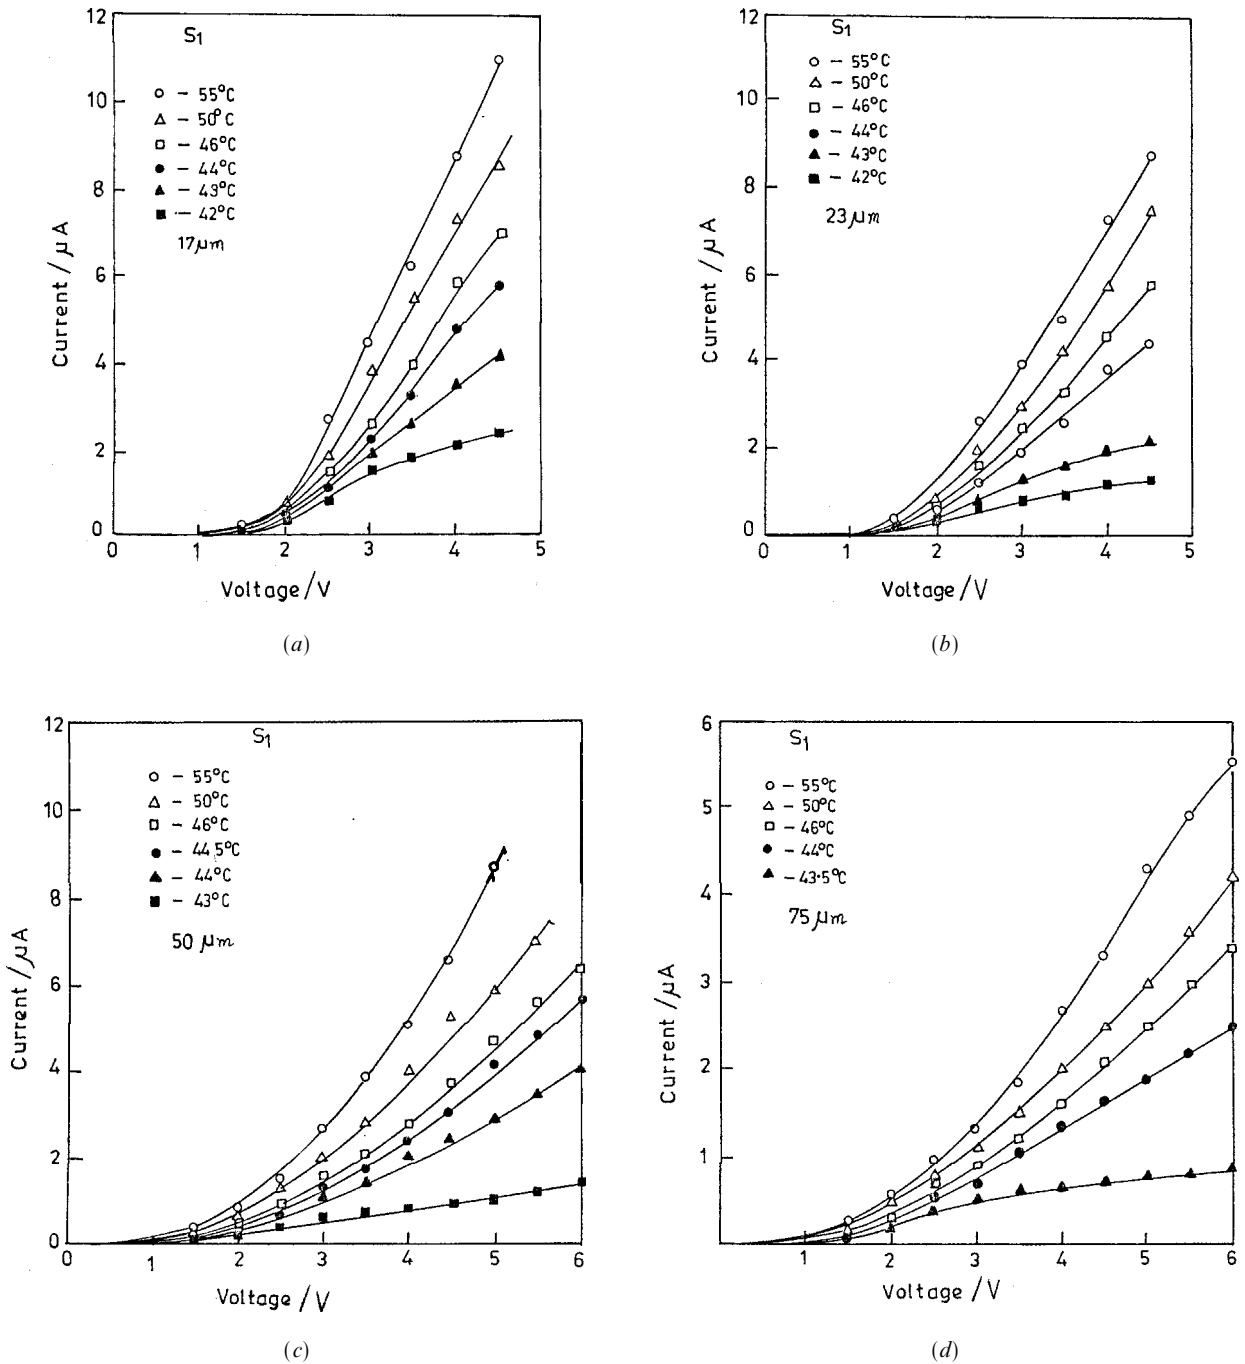 12
S1
○ - 55°C
10
△ - 50°C
□ - 46°C
● - 44°C
8
▲ - 43°C
■ - 42°C
17μm
6
Current / μA
4
2
0
0 1 2 3 4 5
Voltage/V
(a)
12
S1
○ - 55°C
△ - 50°C
10
□ - 46°C
● - 44°C
▲ - 43°C
8
■ - 42°C
23μm
6
Current / μA
4
2
0
0 1 2 3 4 5
Voltage/V
(b)
12
S1
○ - 55°C
10
△ - 50°C
□ - 46°C
● - 44.5°C
▲ - 44°C
8
■ - 43°C
50 μm
6
Current / μA
4
2
0
0 1 2 3 4 5 6
Voltage / V
(c)
6
S1
○ - 55°C
5
△ - 50°C
□ - 46°C
● - 44°C
▲ - 43.5°C
4
75 μm
3
Current / μA
2
1
1 2 3 4 5 6
Voltage / V
(d)